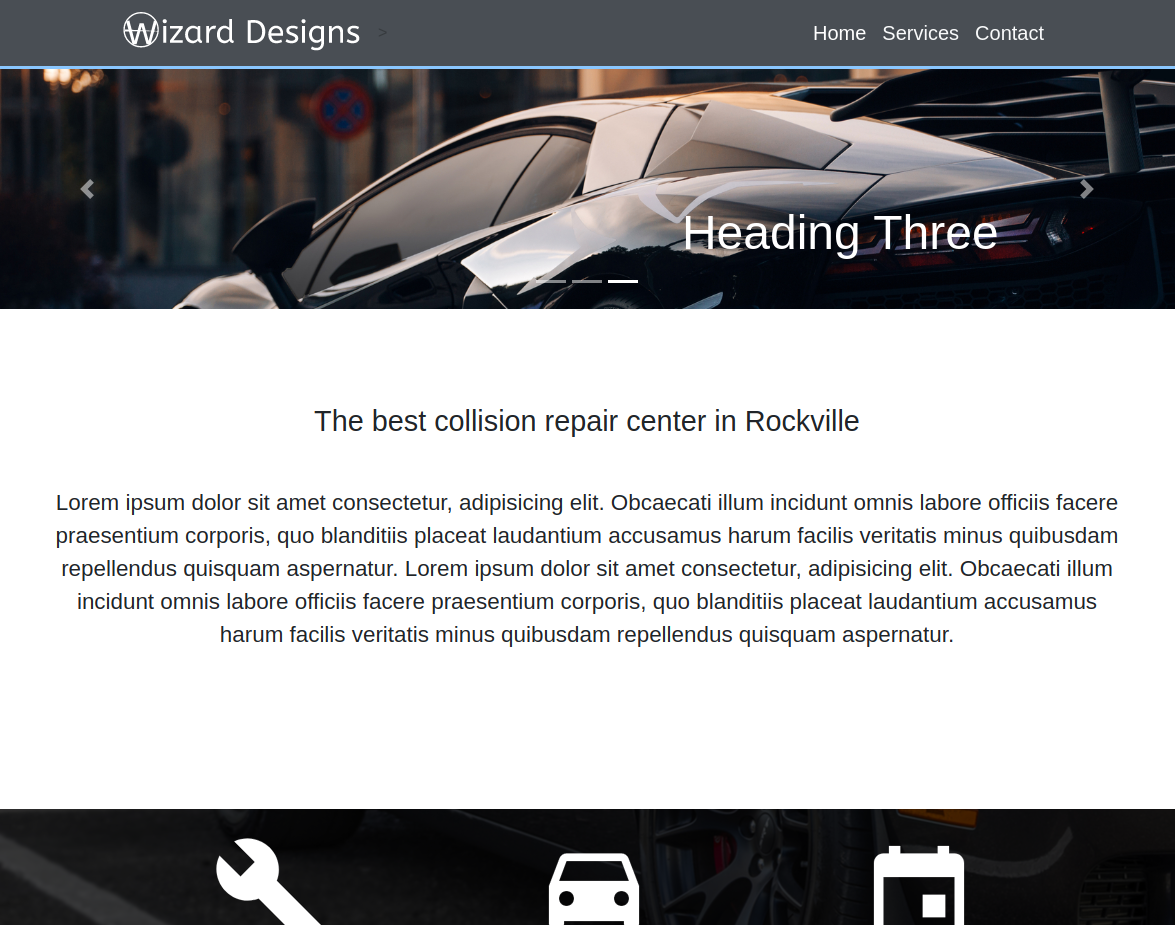 Wizard Designs >
Home Services Contact
Heading Three
The best collision repair center in Rockville
Lorem ipsum dolor sit amet consectetur, adipisicing elit. Obcaecati illum incidunt omnis labore officiis facere
praesentium corporis, quo blanditiis placeat laudantium accusamus harum facilis veritatis minus quibusdam
repellendus quisquam aspernatur. Lorem ipsum dolor sit amet consectetur, adipisicing elit. Obcaecati illum
incidunt omnis labore officiis facere praesentium corporis, quo blanditiis placeat laudantium accusamus
harum facilis veritatis minus quibusdam repellendus quisquam aspernatur.